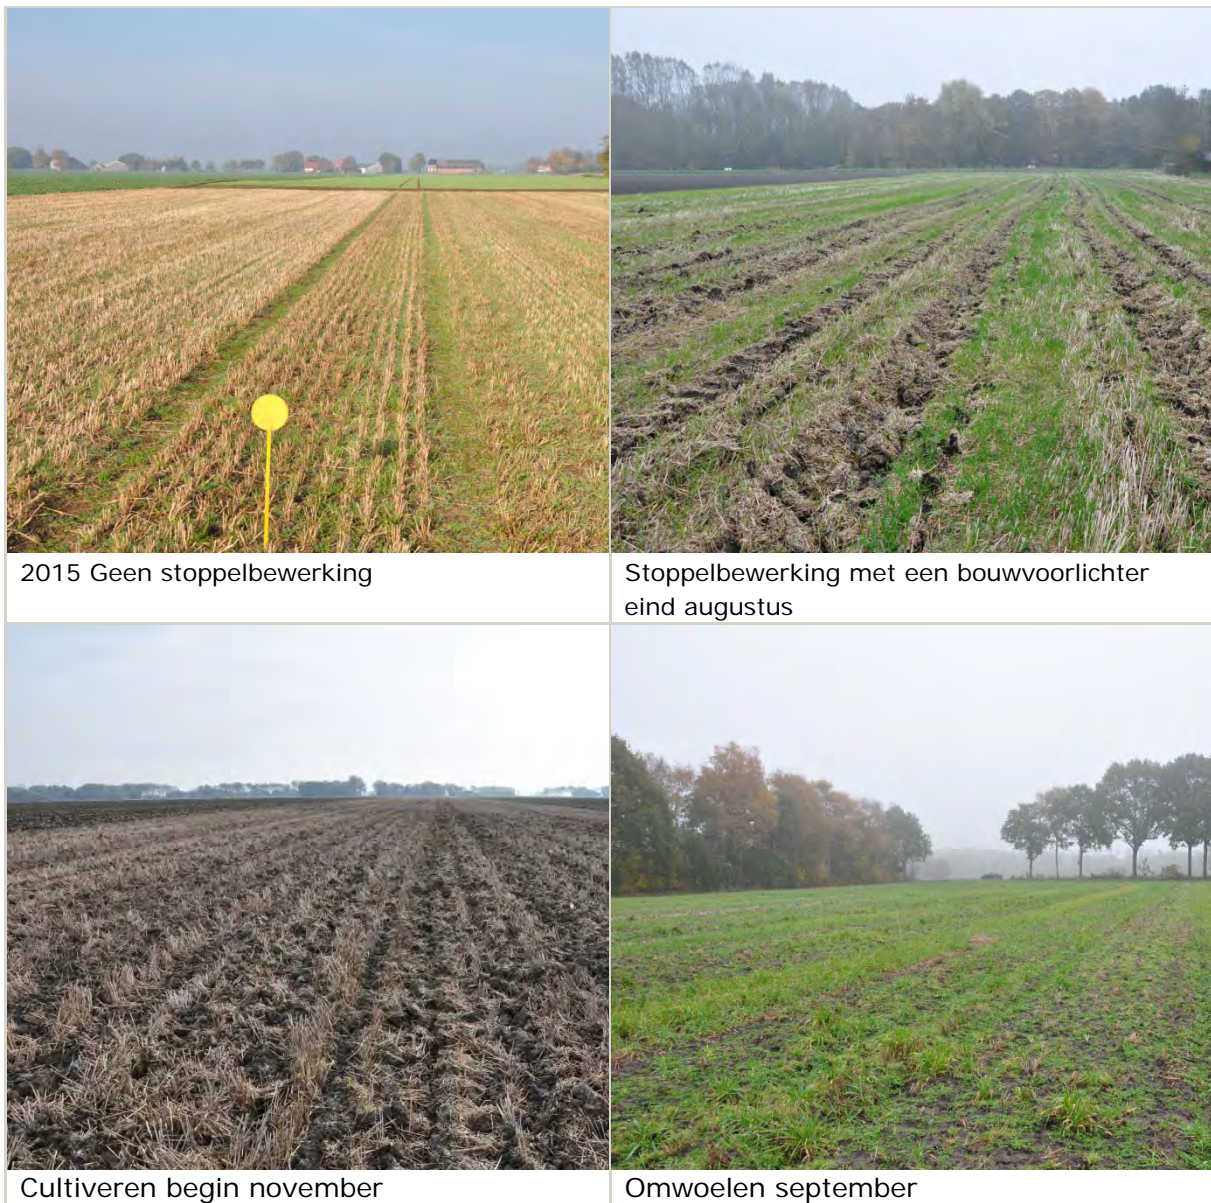 2015 Geen stoppelbewerking
Stoppelbewerking met een bouwvoorlichter
eind augustus
Cultiveren begin november
Omwoelen september